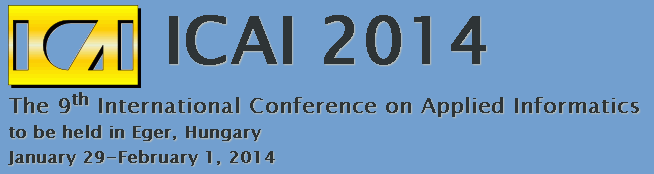 ICAI ICAI 2014
The 9th International Conference on Applied Informatics
to be held in Eger, Hungary
January 29-February 1, 2014